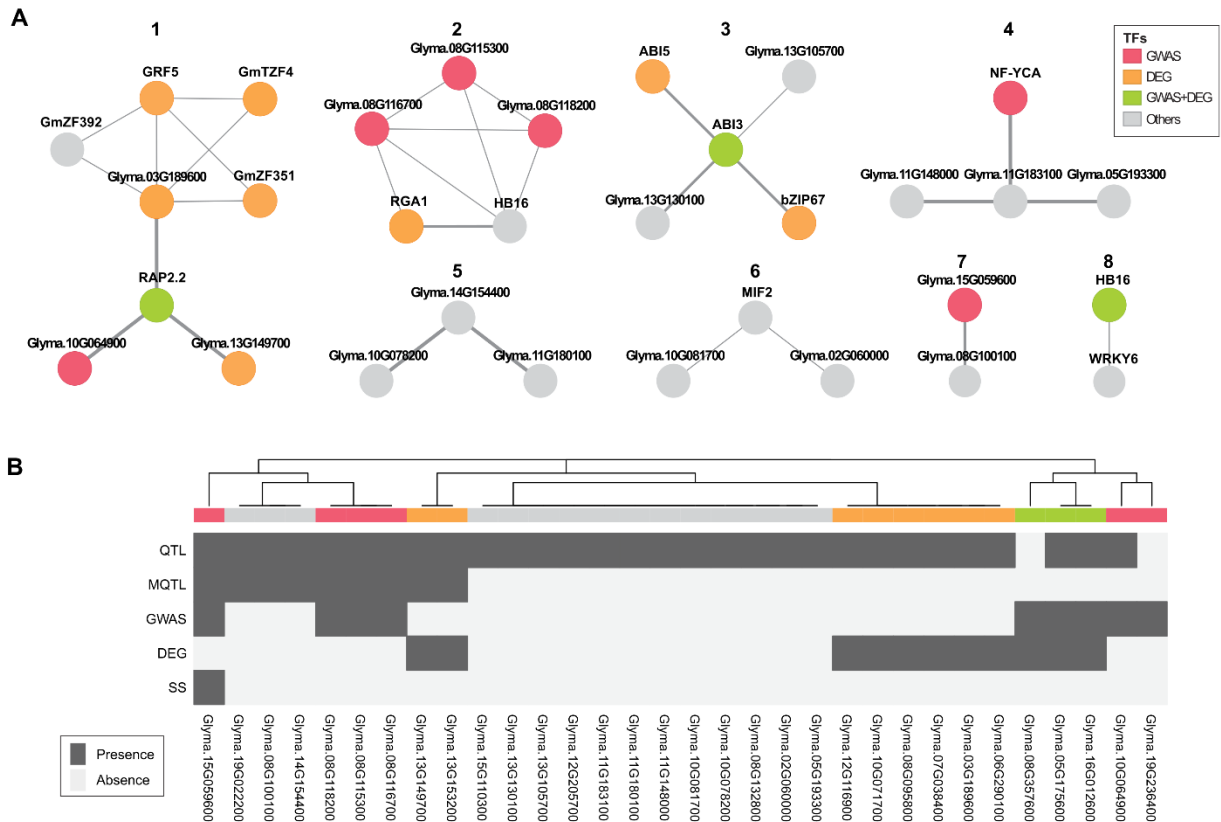 A
1
GRF5
GmTZF4
GmZF392
Glyma.03G189600
GmZF351
RAP2.2
Glyma.10G064900
Glyma.13G149700
2
Glyma.08G115300
Glyma.08G116700
Glyma.08G118200
RGA1
HB16
3
ABI5
Glyma.13G105700
ABI3
Glyma.13G130100
bZIP67
4
NF-YCA
Glyma.11G148000
Glyma.11G183100
Glyma.05G193300
TFs
GWAS
DEG
GWAS+DEG
Others
5
Glyma.14G154400
Glyma.10G078200
Glyma.11G180100
6
MIF2
Glyma.10G081700
Glyma.02G060000
7
Glyma.15G059600
Glyma.08G100100
8
HB16
WRKY6
B
QTL
MQTL
GWAS
DEG
SS
Glyma.15G059600
Glyma.19G022200
Glyma.08G100100
Glyma.14G154400
Glyma.08G118200
Glyma.08G115300
Glyma.08G116700
Glyma.13G149700
Glyma.13G153200
Glyma.15G110300
Glyma.13G130100
Glyma.13G105700
Glyma.12G205700
Glyma.11G183100
Glyma.11G180100
Glyma.11G148000
Glyma.10G081700
Glyma.10G078200
Glyma.08G132800
Glyma.02G060000
Glyma.05G193300
Glyma.12G116900
Glyma.10G071700
Glyma.08G095800
Glyma.07G038400
Glyma.03G189600
Glyma.06G290100
Glyma.08G357600
Glyma.05G175600
Glyma.16G012600
Glyma.10G064900
Glyma.19G236400
Presence
Absence